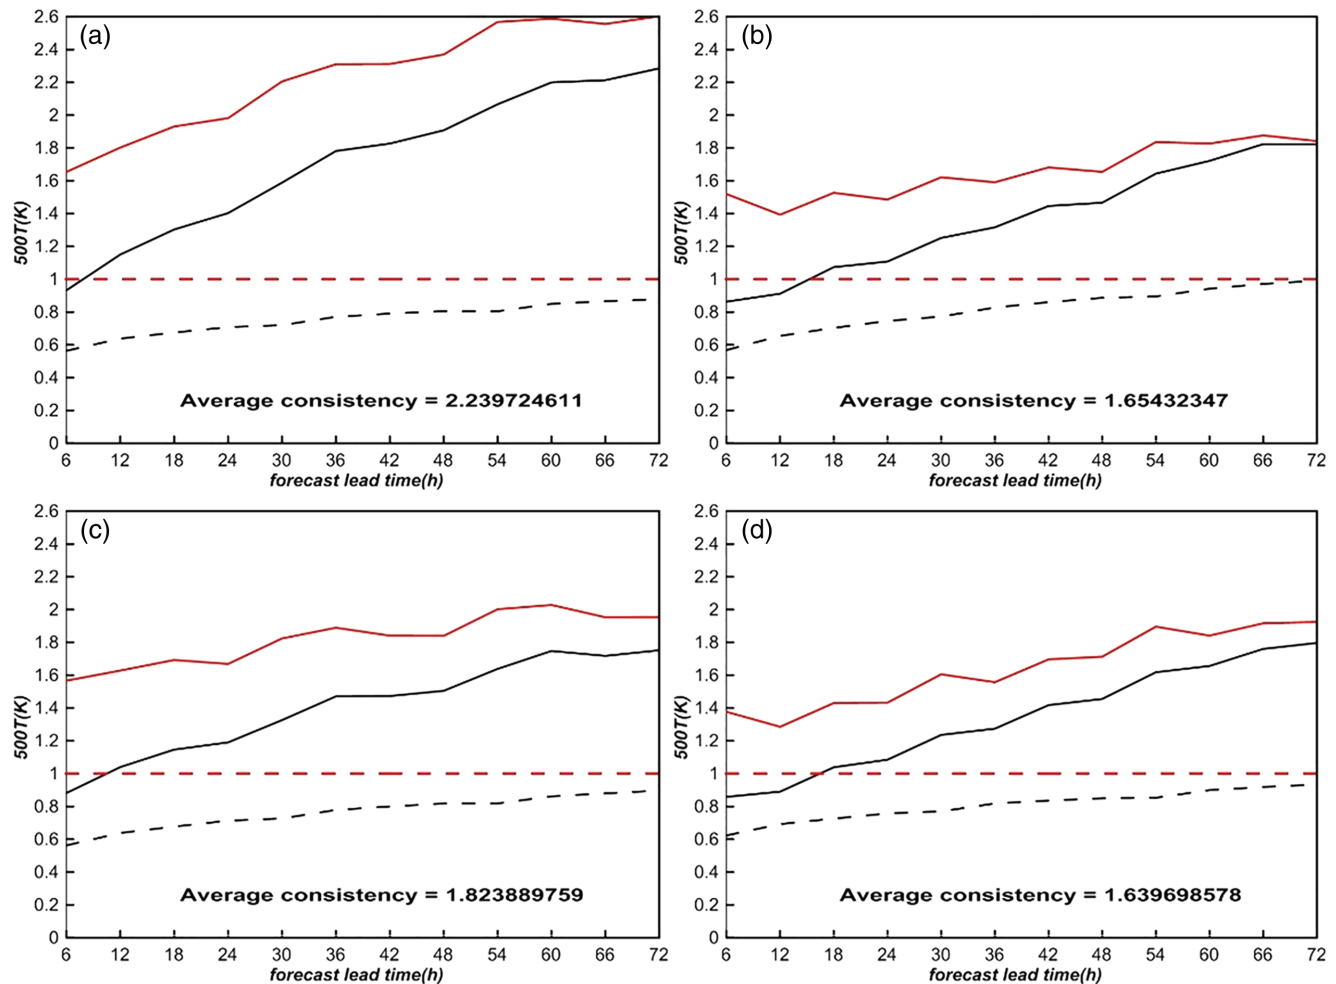 (a)
2.6
2.4
2.2
2
1.8
1.6
1.4
1.2
1
0.8
0.6
0.4
0.2
0
500T(K)
Average consistency = 2.239724611
6 12 18 24 30 36 42 48 54 60 66 72
forecast lead time(h)
(b)
2.6
2.4
2.2
2
1.8
1.6
1.4
1.2
1
0.8
0.6
0.4
0.2
0
500T(K)
Average consistency = 1.65432347
6 12 18 24 30 36 42 48 54 60 66 72
forecast lead time(h)
(c)
2.6
2.4
2.2
2
1.8
1.6
1.4
1.2
1
0.8
0.6
0.4
0.2
0
500T(K)
Average consistency = 1.823889759
6 12 18 24 30 36 42 48 54 60 66 72
forecast lead time(h)
(d)
2.6
2.4
2.2
2
1.8
1.6
1.4
1.2
1
0.8
0.6
0.4
0.2
0
500T(K)
Average consistency = 1.639698578
6 12 18 24 30 36 42 48 54 60 66 72
forecast lead time(h)